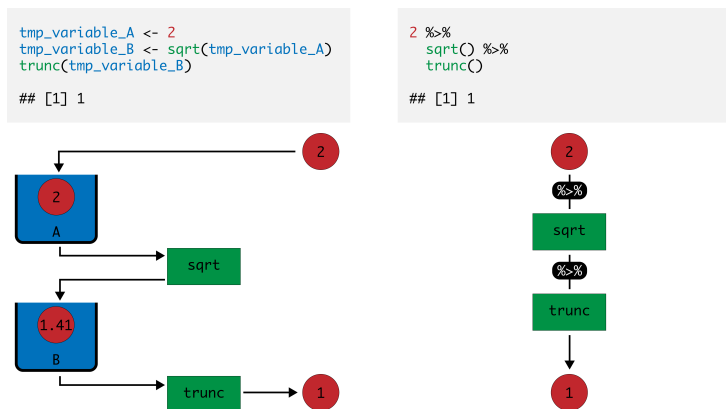 tmp_variable_A <- 2
tmp_variable_B <- sqrt(tmp_variable_A)
trunc(tmp_variable_B)
## [1] 1
2
2
A
sqrt
1.41
B
trunc
1
2 %>%
sqrt() %>%
trunc()
## [1] 1
2
%>%
sqrt
%>%
trunc
1